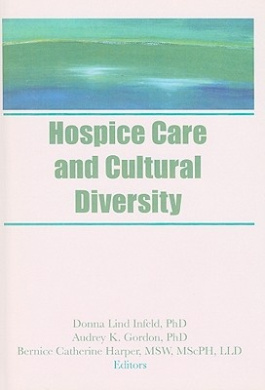 Hospice Care
and Cultural
Diversity
Donna Lind Infeld, PhD
Audrey K. Gordon, PhD
Bernice Catherine Harper, MSW, MScPH, LLD
Editors